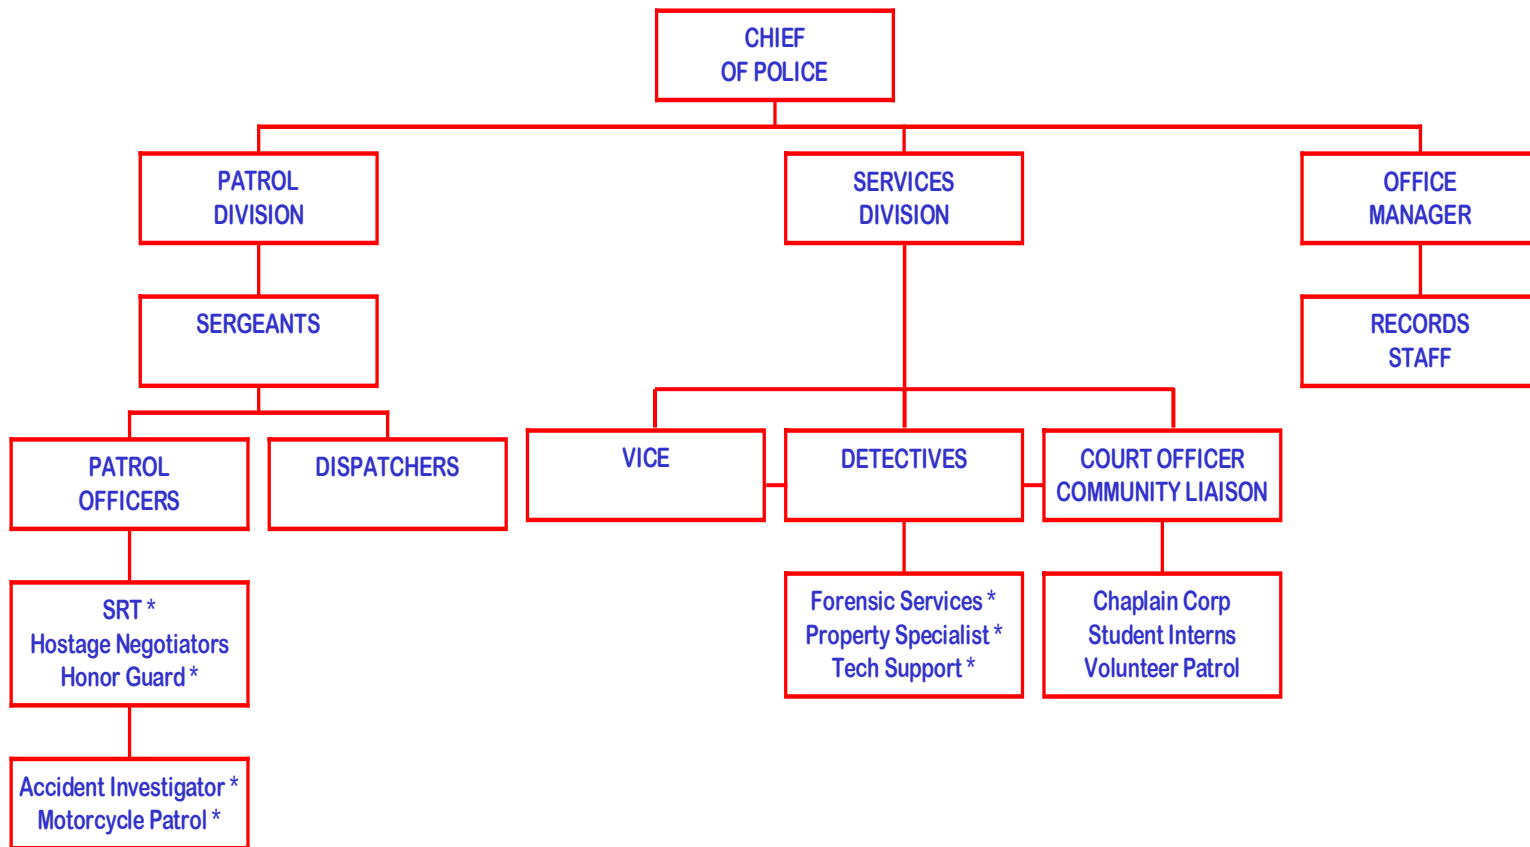 CHIEF
OF POLICE
PATROL
DIVISION
SERVICES
DIVISION
OFFICE
MANAGER
SERGEANTS
RECORDS
STAFF
PATROL
OFFICERS
DISPATCHERS
VICE
DETECTIVES
COURT OFFICER
COMMUNITY LIAISON
SRT *
Hostage Negotiators
Honor Guard *
Forensic Services *
Property Specialist *
Tech Support *
Chaplain Corp
Student Interns
Volunteer Patrol
Accident Investigator *
Motorcycle Patrol *